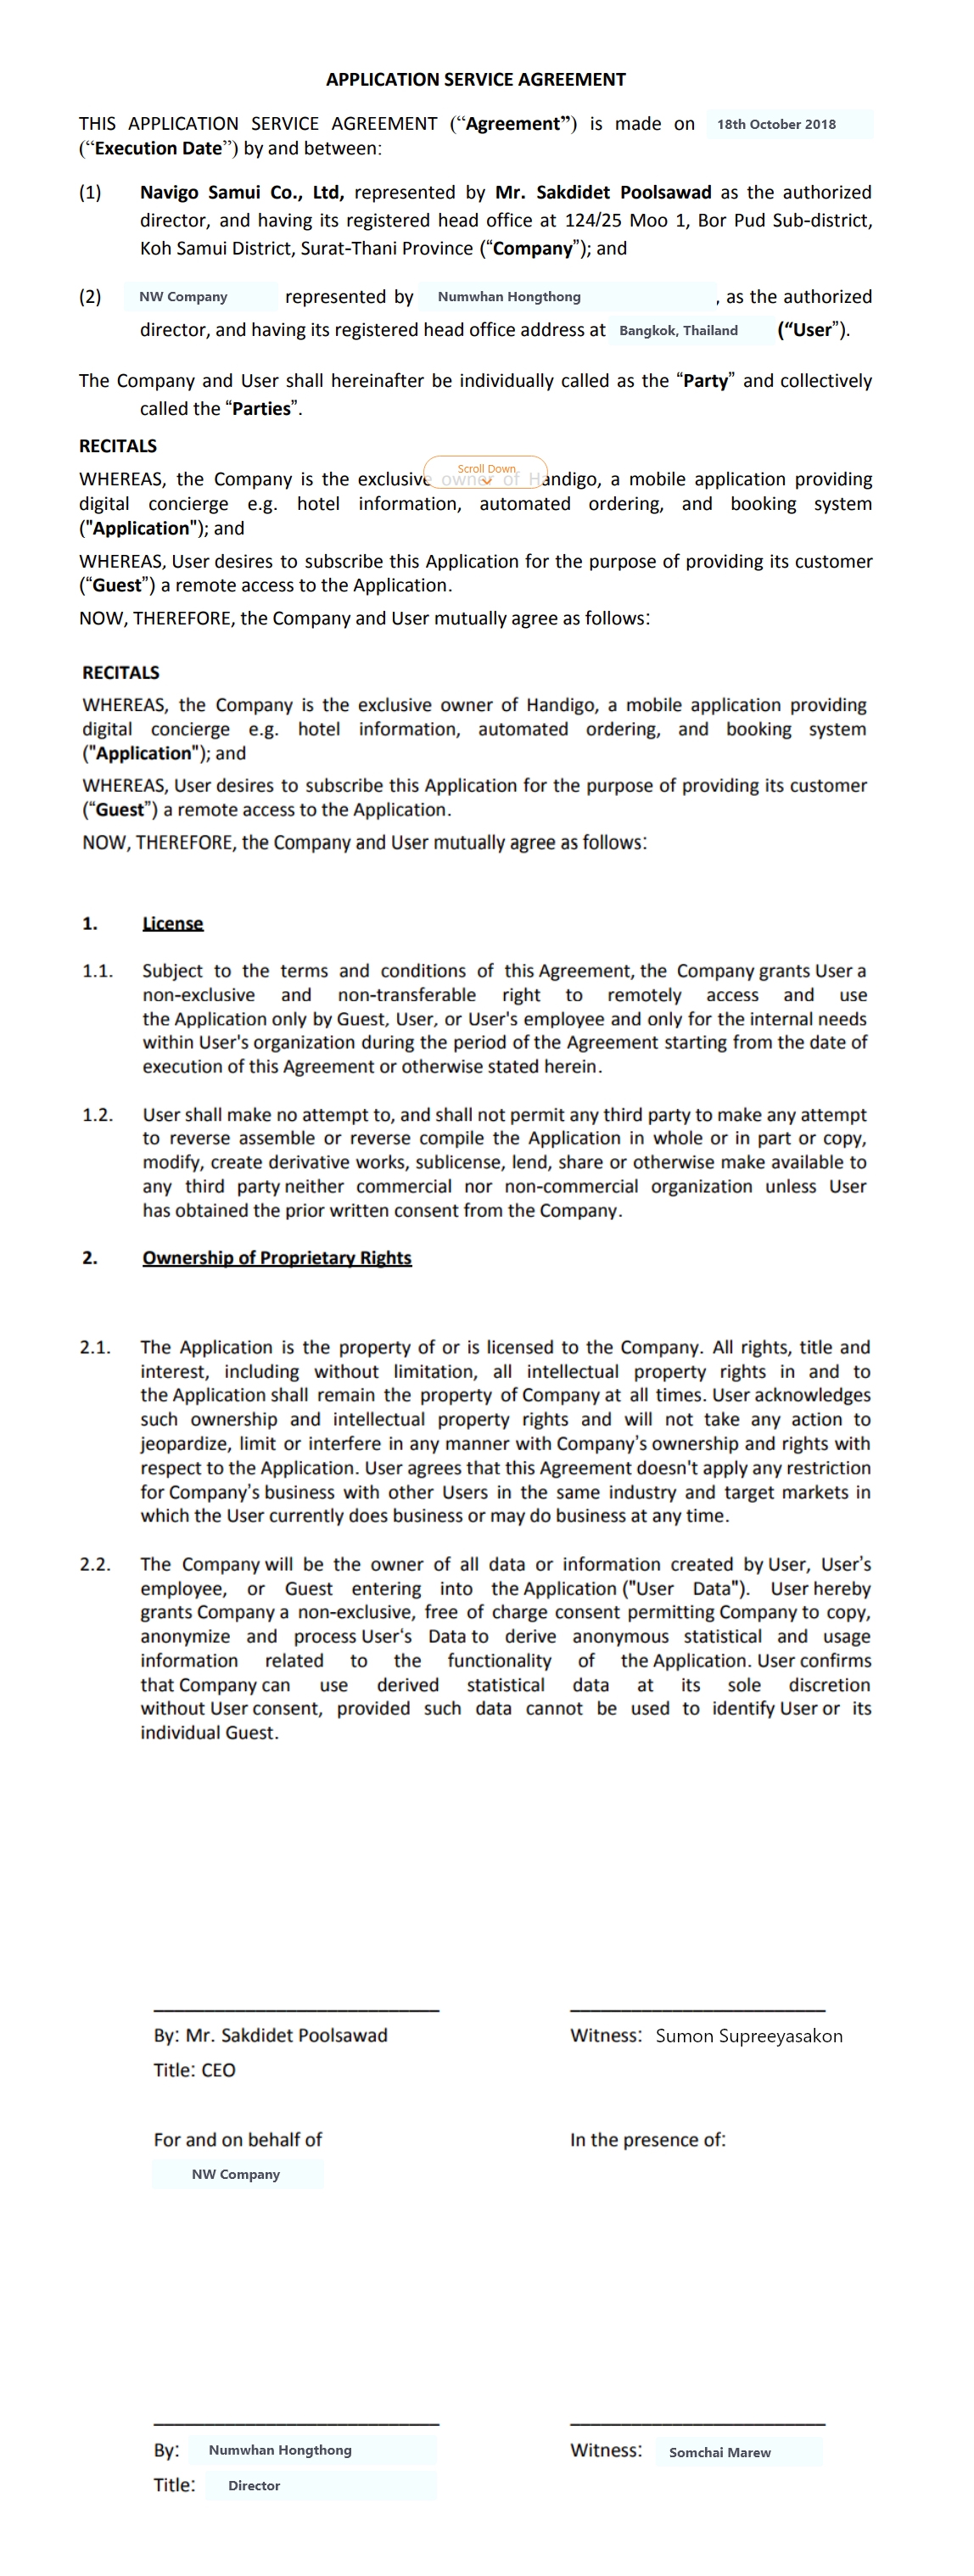 APPLICATION SERVICE AGREEMENT
THIS APPLICATION SERVICE AGREEMENT (“Agreement”) is made on 18th October 2018
(“Execution Date”) by and between:
(1) Navigo Samui Co., Ltd, represented by Mr. Sakdidet Poolsawad as the authorized
director, and having its registered head office at 124/25 Moo 1, Bor Pud Sub-district,
Koh Samui District, Surat-Thani Province (“Company”); and
(2) NW Company represented by Numwhan Hongthong , as the authorized
director, and having its registered head office address at Bangkok, Thailand (“User”).
The Company and User shall hereinafter be individually called as the “Party” and collectively
called the “Parties”.
RECITALS
Scroll Down
WHEREAS, the Company is the exclusive owner of Handigo, a mobile application providing
digital concierge e.g. hotel information, automated ordering, and booking system
("Application"); and
WHEREAS, User desires to subscribe this Application for the purpose of providing its customer
(“Guest”) a remote access to the Application.
NOW, THEREFORE, the Company and User mutually agree as follows:
RECITALS
WHEREAS, the Company is the exclusive owner of Handigo, a mobile application providing
digital concierge e.g. hotel information, automated ordering, and booking system
("Application"); and
WHEREAS, User desires to subscribe this Application for the purpose of providing its customer
(“Guest”) a remote access to the Application.
NOW, THEREFORE, the Company and User mutually agree as follows:
1. License
1.1. Subject to the terms and conditions of this Agreement, the Company grants User a
non-exclusive and non-transferable right to remotely access and use
the Application only by Guest, User, or User's employee and only for the internal needs
within User's organization during the period of the Agreement starting from the date of
execution of this Agreement or otherwise stated herein.
1.2. User shall make no attempt to, and shall not permit any third party to make any attempt
to reverse assemble or reverse compile the Application in whole or in part or copy,
modify, create derivative works, sublicense, lend, share or otherwise make available to
any third party neither commercial nor non-commercial organization unless User
has obtained the prior written consent from the Company.
2. Ownership of Proprietary Rights
2.1. The Application is the property of or is licensed to the Company. All rights, title and
interest, including without limitation, all intellectual property rights in and to
the Application shall remain the property of Company at all times. User acknowledges
such ownership and intellectual property rights and will not take any action to
jeopardize, limit or interfere in any manner with Company’s ownership and rights with
respect to the Application. User agrees that this Agreement doesn't apply any restriction
for Company’s business with other Users in the same industry and target markets in
which the User currently does business or may do business at any time.
2.2. The Company will be the owner of all data or information created by User, User’s
employee, or Guest entering into the Application ("User Data"). User hereby
grants Company a non-exclusive, free of charge consent permitting Company to copy,
anonymize and process User‘s Data to derive anonymous statistical and usage
information related to the functionality of the Application. User confirms
that Company can use derived statistical data at its sole discretion
without User consent, provided such data cannot be used to identify User or its
individual Guest.
By: Mr. Sakdidet Poolsawad Witness: Sumon Supreeyasakon
Title: CEO
For and on behalf of In the presence of:
NW Company
By: Numwhan Hongthong Witness: Somchai Marew
Title: Director